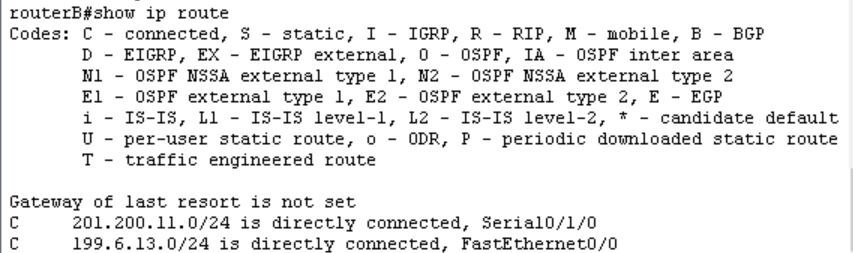 routerB#show ip route
Codes: C - connected, S - static, I - IGRP, R - RIP, M - mobile, B - BGP
D - EIGRP, EX - EIGRP external, O - OSPF, IA - OSPF inter area
N1 - OSPF NSSA external type 1, N2 - OSPF NSSA external type 2
E1 - OSPF external type 1, E2 - OSPF external type 2, E - EGP
i - IS-IS, L1 - IS-IS level-1, L2 - IS-IS level-2, * - candidate default
U - per-user static route, o - ODR, P - periodic downloaded static route
T - traffic engineered route
Gateway of last resort is not set
C 201.200.11.0/24 is directly connected, Serial0/1/0
C 199.6.13.0/24 is directly connected, FastEthernet0/0